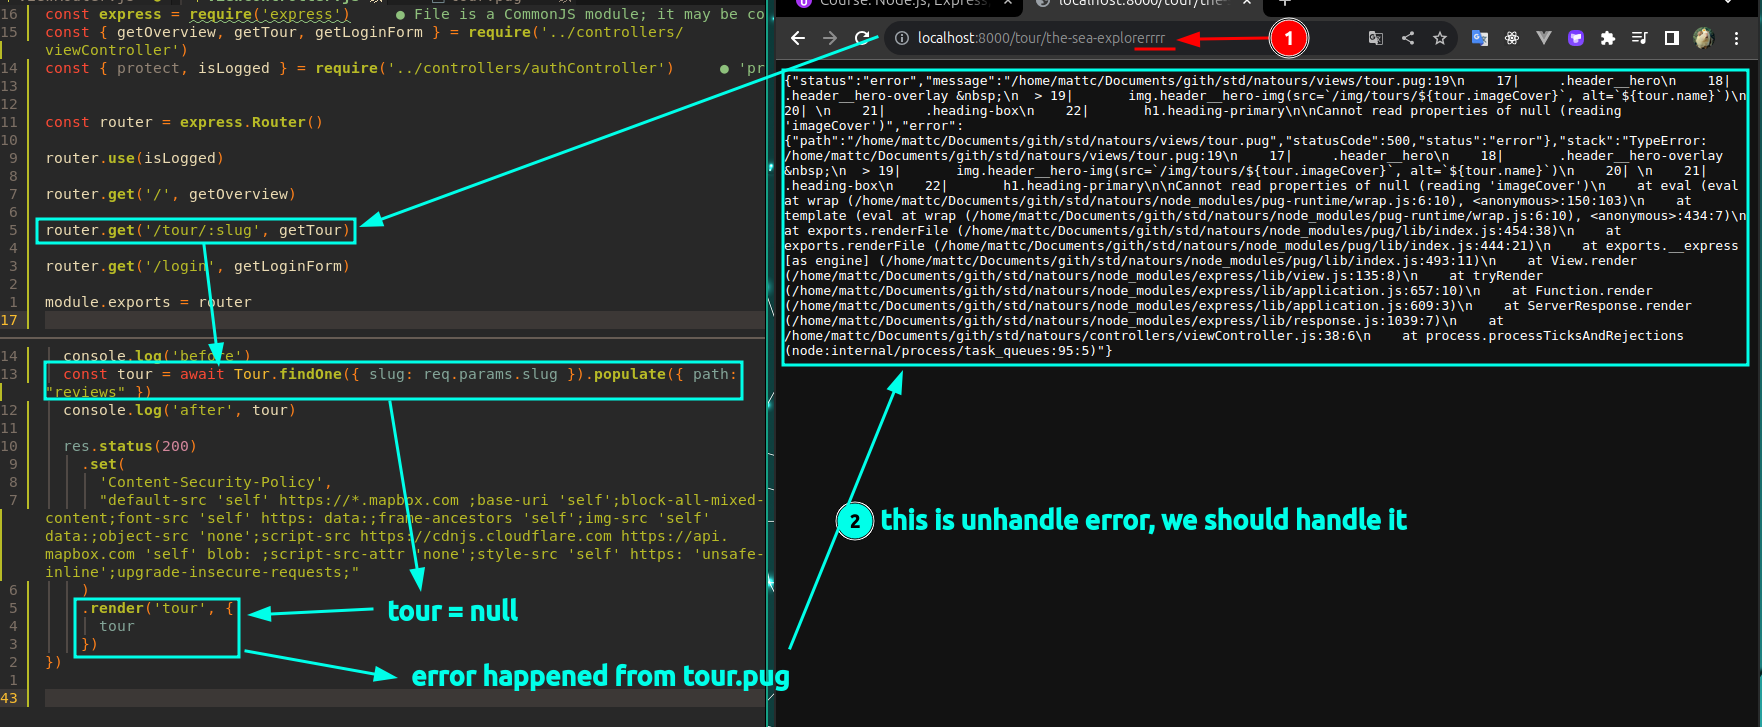 16 const express = require('express') ● File is a CommonJS module; it may be co
15 const { getOverview, getTour, getLoginForm } = require('../controllers/
viewController')
14 const { protect, isLogged } = require('../controllers/authController') ● 'pr
13
12
11 const router = express.Router()
10
9 router.use(isLogged)
8
7 router.get('/', getOverview)
6
5 router.get('/tour/:slug', getTour)
4
3 router.get('/login', getLoginForm)
2
1 module.exports = router
17
14 console.log('before')
13 const tour = await Tour.findOne({ slug: req.params.slug }).populate({ path:
"reviews" })
12 console.log('after', tour)
11
10 res.status(200)
9 .set(
8 'Content-Security-Policy',
7 "default-src 'self' https://*.mapbox.com ;base-uri 'self';block-all-mixed-
content;font-src 'self' https: data:;frame-ancestors 'self';img-src 'self'
data:;object-src 'none';script-src https://cdnjs.cloudflare.com https://api.
mapbox.com 'self' blob: ;script-src-attr 'none';style-src 'self' https: 'unsafe-
inline';upgrade-insecure-requests;"
6 )
5 .render('tour', {
4 tour
3 })
2 })
1
43
tour = null
error happened from tour.pug
Course: Node.js, Express,
localhost:8000/tour/the-
localhost:8000/tour/the-sea-explorerrrr
1
{"status":"error","message":"/home/mattc/Documents/gith/std/natours/views/tour.pug:19\n 17| .header__hero\n 18|
.header__hero-overlay &nbsp;\n > 19| img.header__hero-img(src=`/img/tours/${tour.imageCover}`, alt=`${tour.name}`)\n
20| \n 21| .heading-box\n 22| h1.heading-primary\n\nCannot read properties of null (reading
'imageCover')","error":
{"path":"/home/mattc/Documents/gith/std/natours/views/tour.pug","statusCode":500,"status":"error"},"stack":"TypeError:
/home/mattc/Documents/gith/std/natours/views/tour.pug:19\n 17| .header__hero\n 18| .header__hero-overlay
&nbsp;\n > 19| img.header__hero-img(src=`/img/tours/${tour.imageCover}`, alt=`${tour.name}`)\n 20| \n 21|
.heading-box\n 22| h1.heading-primary\n\nCannot read properties of null (reading 'imageCover')\n at eval (eval
at wrap (/home/mattc/Documents/gith/std/natours/node_modules/pug-runtime/wrap.js:6:10), <anonymous>:150:103)\n at
template (eval at wrap (/home/mattc/Documents/gith/std/natours/node_modules/pug-runtime/wrap.js:6:10), <anonymous>:434:7)\n
at exports.renderFile (/home/mattc/Documents/gith/std/natours/node_modules/pug/lib/index.js:454:38)\n at
exports.renderFile (/home/mattc/Documents/gith/std/natours/node_modules/pug/lib/index.js:444:21)\n at exports.__express
[as engine] (/home/mattc/Documents/gith/std/natours/node_modules/pug/lib/index.js:493:11)\n at View.render
(/home/mattc/Documents/gith/std/natours/node_modules/express/lib/view.js:135:8)\n at tryRender
(/home/mattc/Documents/gith/std/natours/node_modules/express/lib/application.js:657:10)\n at Function.render
(/home/mattc/Documents/gith/std/natours/node_modules/express/lib/application.js:609:3)\n at ServerResponse.render
(/home/mattc/Documents/gith/std/natours/node_modules/express/lib/response.js:1039:7)\n at
/home/mattc/Documents/gith/std/natours/controllers/viewController.js:38:6\n at process.processTicksAndRejections
(node:internal/process/task_queues:95:5)"}
2 this is unhandle error, we should handle it